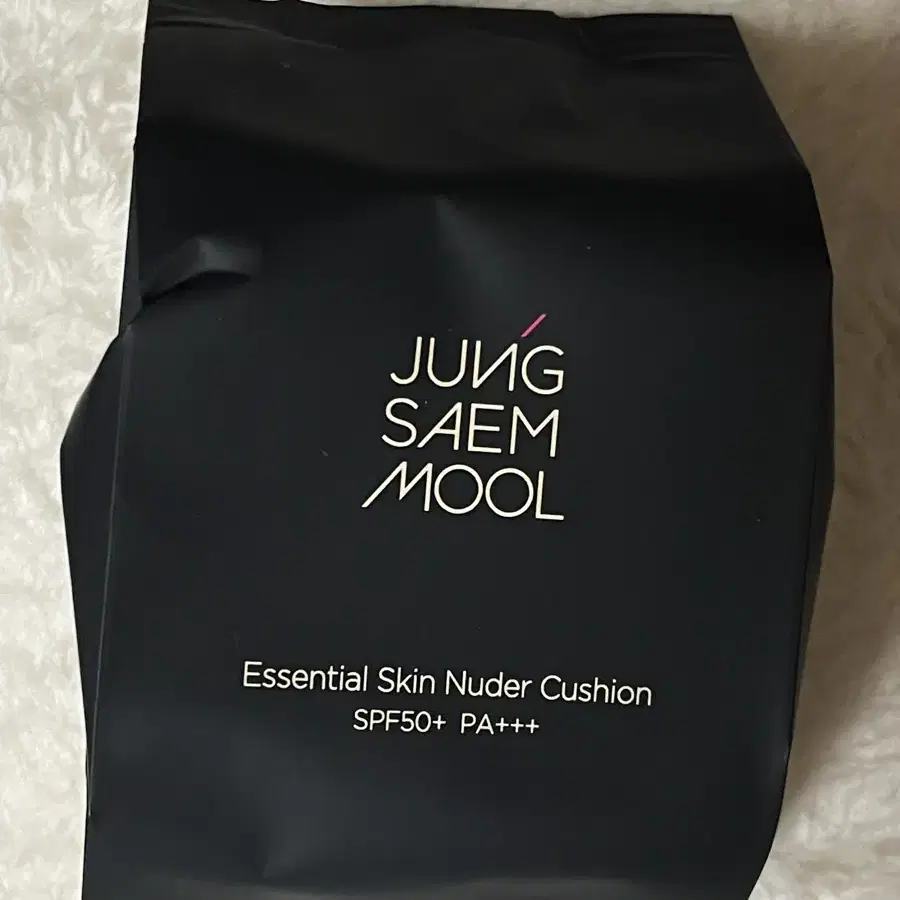 JUNG
SAEM
MOOL
Essential Skin Nuder Cushion
SPF50+ PA+++